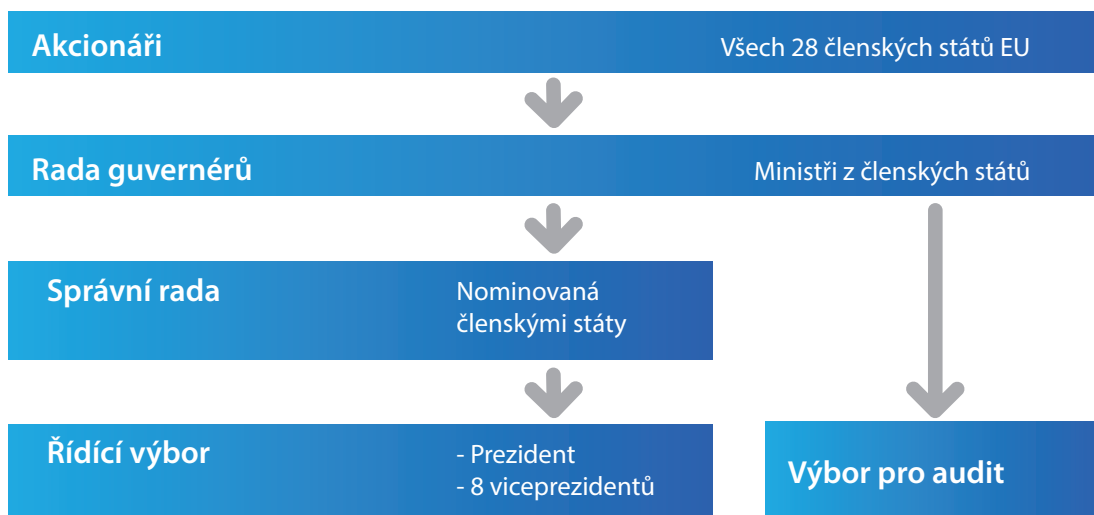 Akcionáři
Všech 28 členských států EU
Rada guvernérů
Ministři z členských států
Správní rada
Nominovaná
členskými státy
Řídící výbor
- Prezident
- 8 viceprezidentů
Výbor pro audit